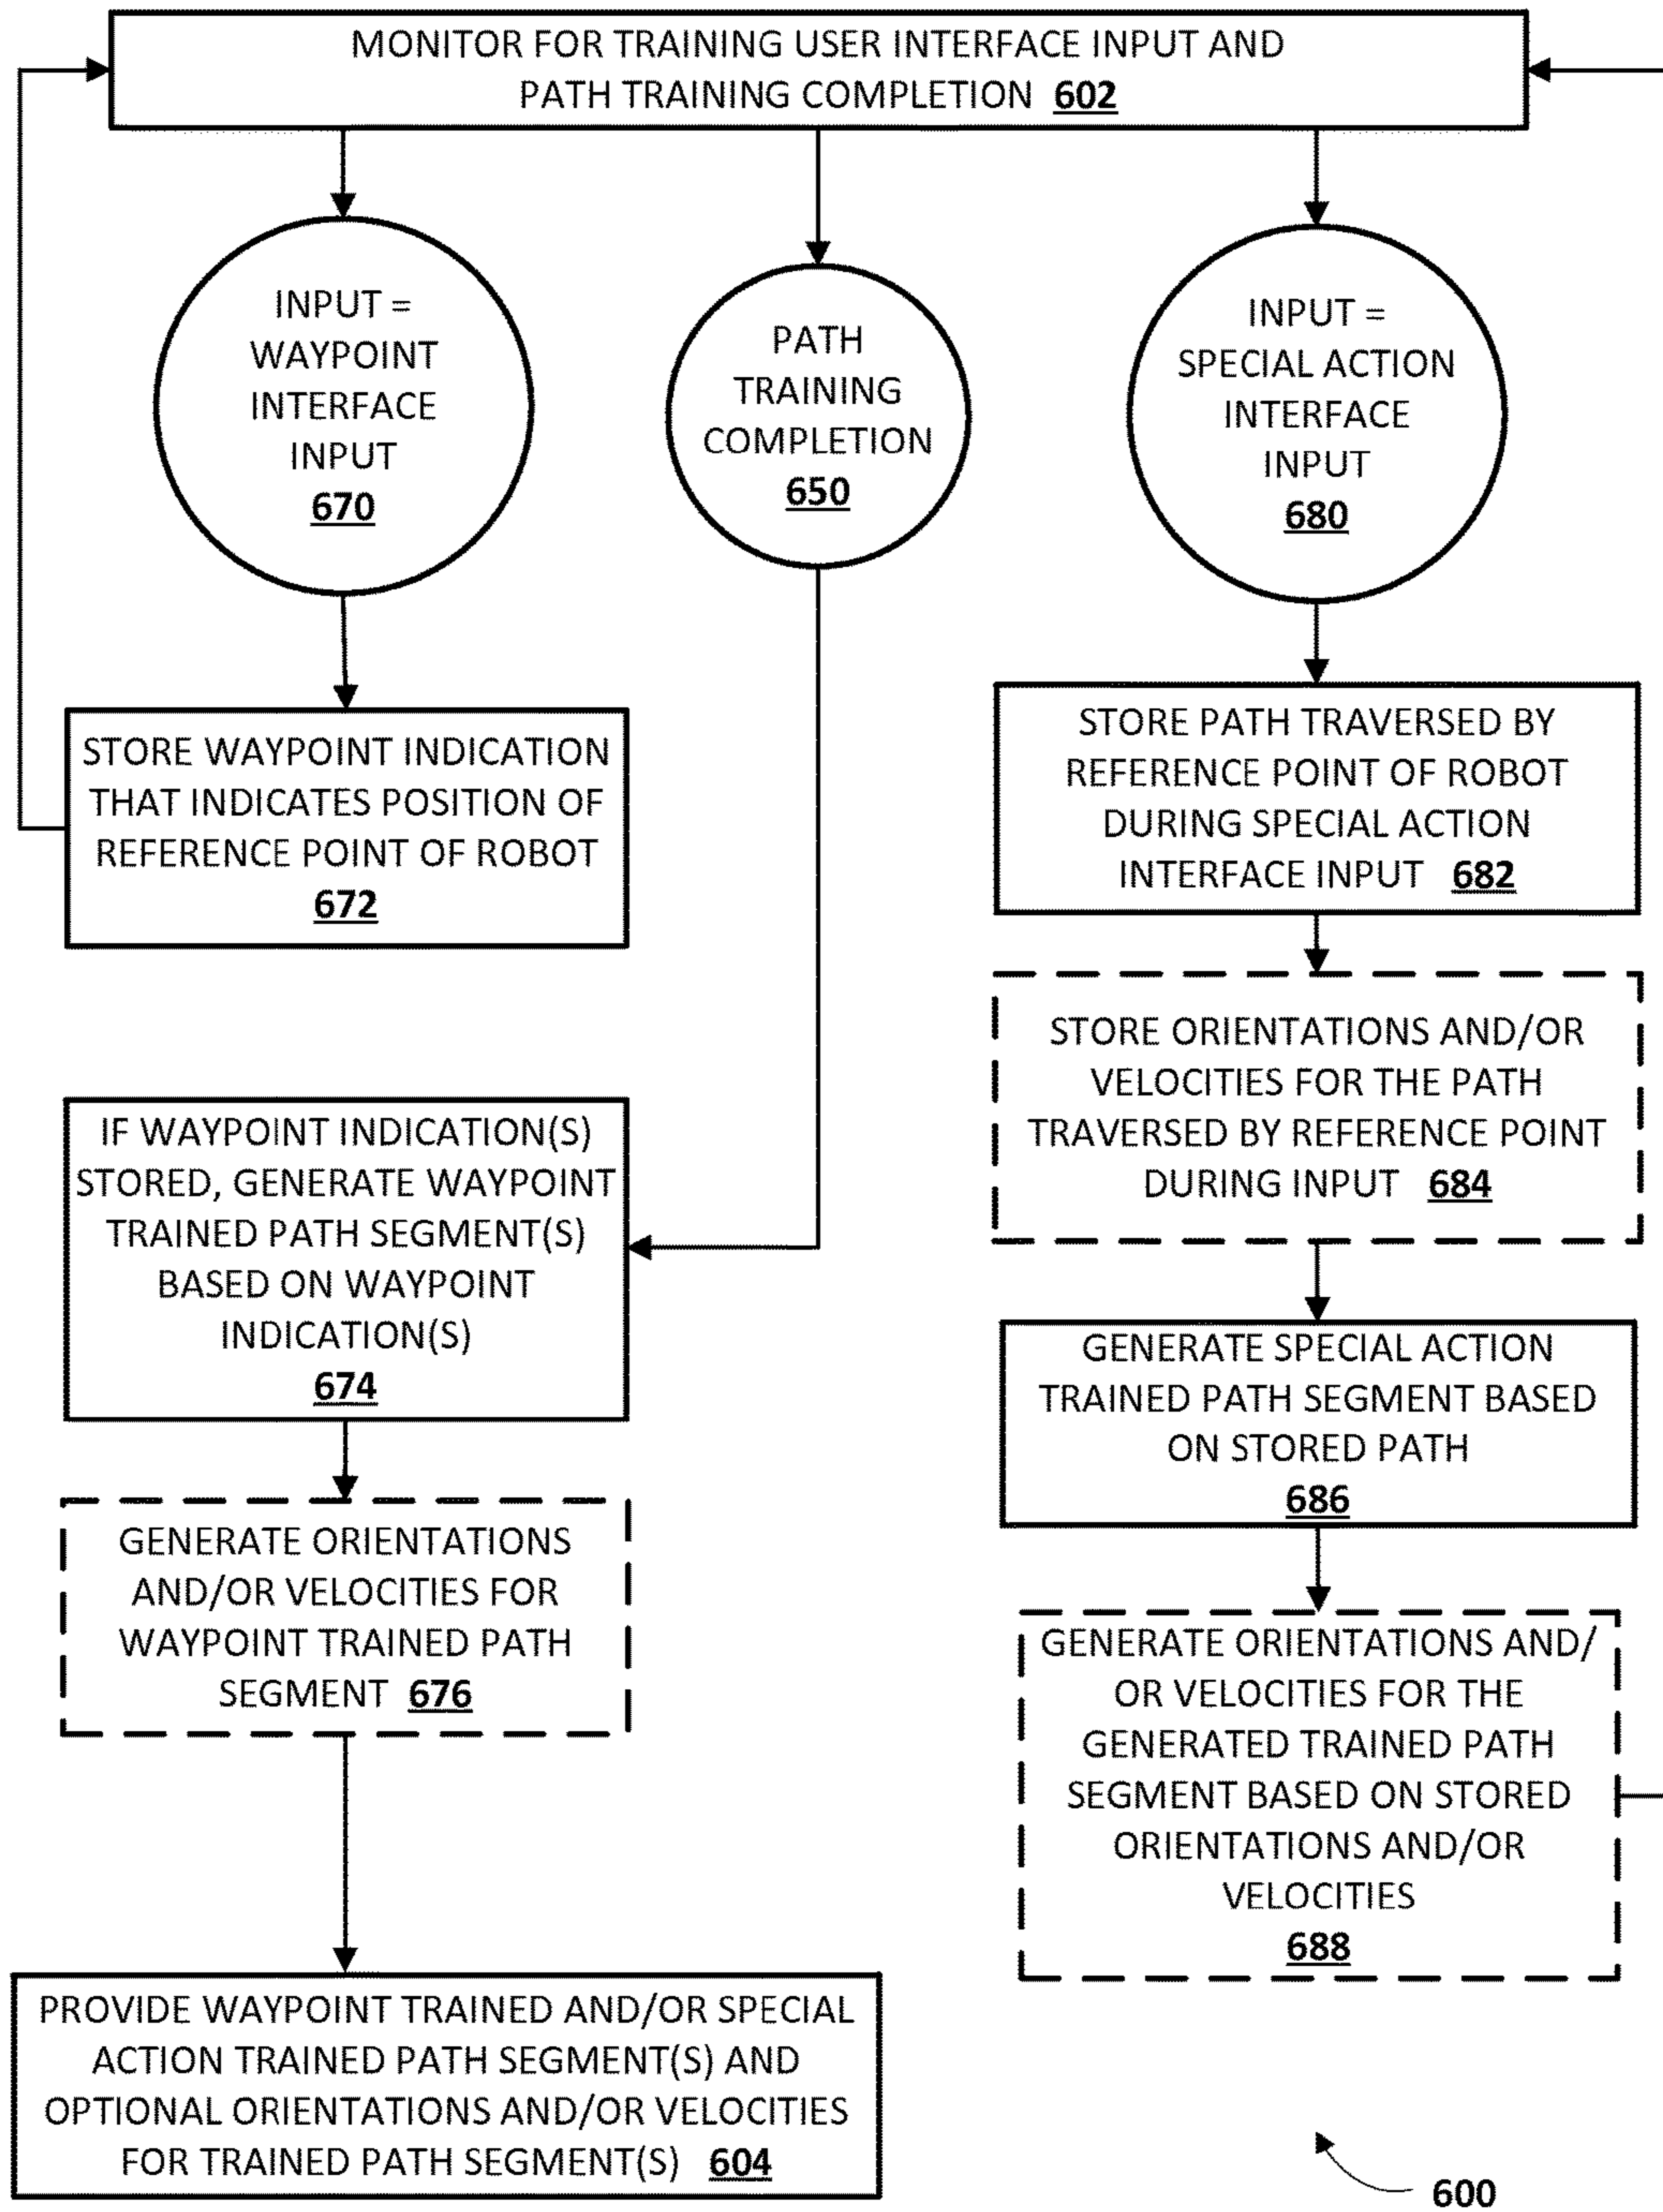 MONITOR FOR TRAINING USER INTERFACE INPUT AND
PATH TRAINING COMPLETION 602
INPUT =
WAYPOINT
INTERFACE
INPUT
670
PATH
TRAINING
COMPLETION
650
INPUT =
SPECIAL ACTION
INTERFACE
INPUT
680
STORE WAYPOINT INDICATION
THAT INDICATES POSITION OF
REFERENCE POINT OF ROBOT
672
STORE PATH TRAVERSED BY
REFERENCE POINT OF ROBOT
DURING SPECIAL ACTION
INTERFACE INPUT 682
STORE ORIENTATIONS AND/OR
VELOCITIES FOR THE PATH
TRAVERSED BY REFERENCE POINT
DURING INPUT 684
IF WAYPOINT INDICATION(S)
STORED, GENERATE WAYPOINT
TRAINED PATH SEGMENT(S)
BASED ON WAYPOINT
INDICATION(S)
674
GENERATE SPECIAL ACTION
TRAINED PATH SEGMENT BASED
ON STORED PATH
686
GENERATE ORIENTATIONS
AND/OR VELOCITIES FOR
WAYPOINT TRAINED PATH
SEGMENT 676
GENERATE ORIENTATIONS AND/
OR VELOCITIES FOR THE
GENERATED TRAINED PATH
SEGMENT BASED ON STORED
ORIENTATIONS AND/OR
VELOCITIES
688
PROVIDE WAYPOINT TRAINED AND/OR SPECIAL
ACTION TRAINED PATH SEGMENT(S) AND
OPTIONAL ORIENTATIONS AND/OR VELOCITIES
FOR TRAINED PATH SEGMENT(S) 604
600